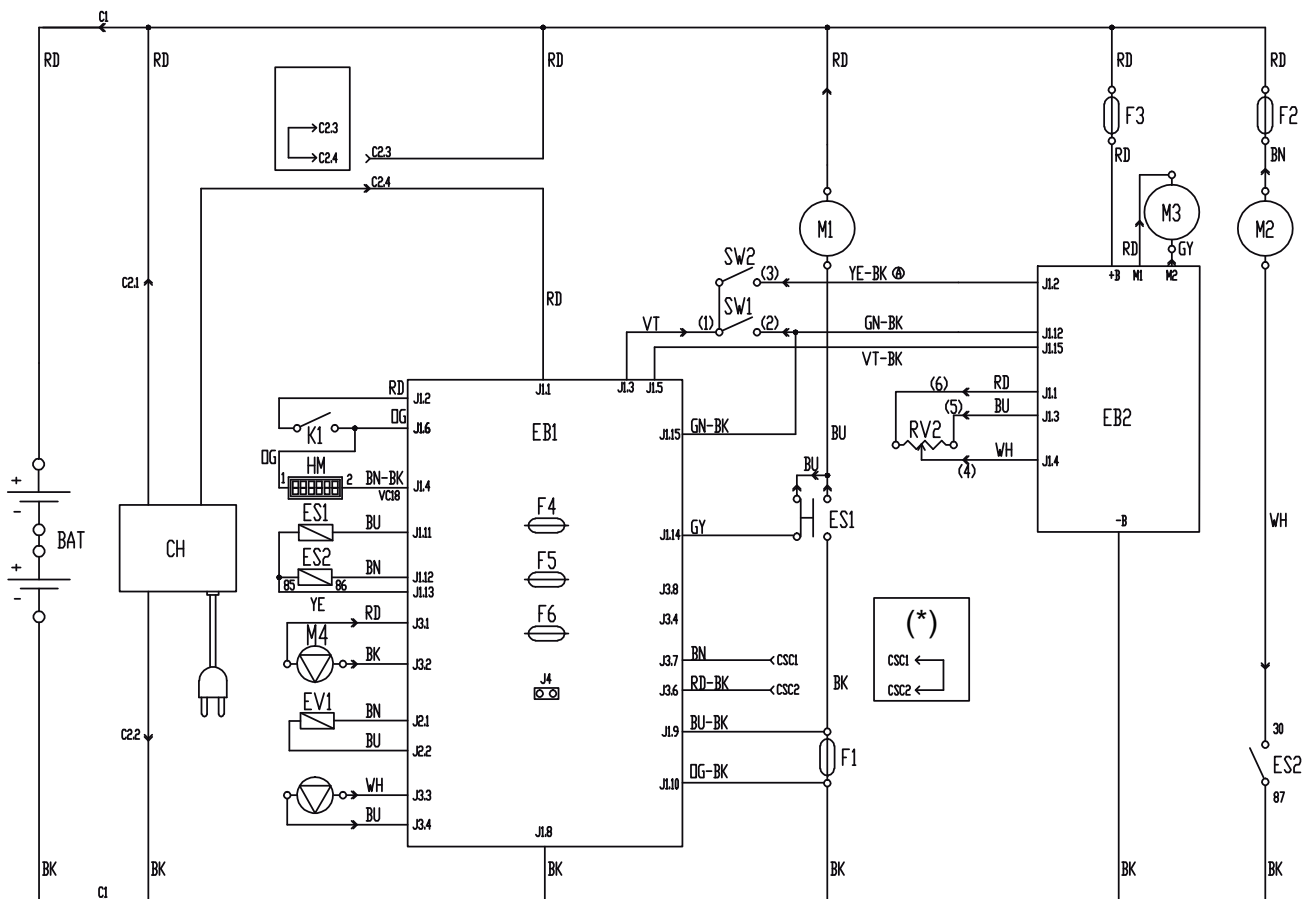 C1
RD
RD
RD
RD
RD
RD
C2.3
C2.4
C2.3
C2.4
F3
F2
RD
BN
M1
M3
M2
RD
GY
C2.1
SW2
(3)
YE-BK Ⓐ
J1.2
+B
M1
M2
RD
SW1
VT
(1)
(2)
GN-BK
J1.12
VT-BK
J1.15
J1.1
J1.3
J1.5
RD
J1.2
OG
J1.6
K1
EB1
J1.15
GN-BK
(6)
RD
J1.1
(5)
BU
J1.3
RV2
EB2
WH
J1.4
(4)
BU
OG
HM
1
2
BN-BK
VC18
J1.4
BU
+
-
BAT
+
-
CH
ES1
BU
J1.11
F4
GY
J1.14
ES1
-B
WH
ES2
85
86
BN
J1.12
J1.13
YE
F5
J3.8
RD
J3.1
M4
BK
J3.2
F6
J3.4
(*)
CSC1
CSC2
J3.7
BN
CSC1
J3.6
RD-BK
CSC2
BK
J4
EV1
BN
J2.1
BU
J2.2
J1.9
BU-BK
F1
J1.10
OG-BK
C2.2
30
ES2
87
WH
J3.3
BU
J3.4
J1.8
BK
BK
BK
BK
BK
BK
C1